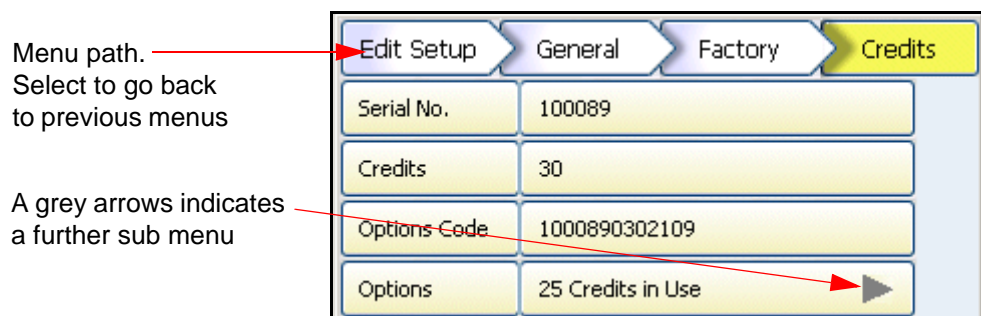 Menu path.
Select to go back
to previous menus
A grey arrows indicates
a further sub menu
Edit Setup General Factory Credits
Serial No. 100089
Credits 30
Options Code 1000890302109
Options 25 Credits in Use